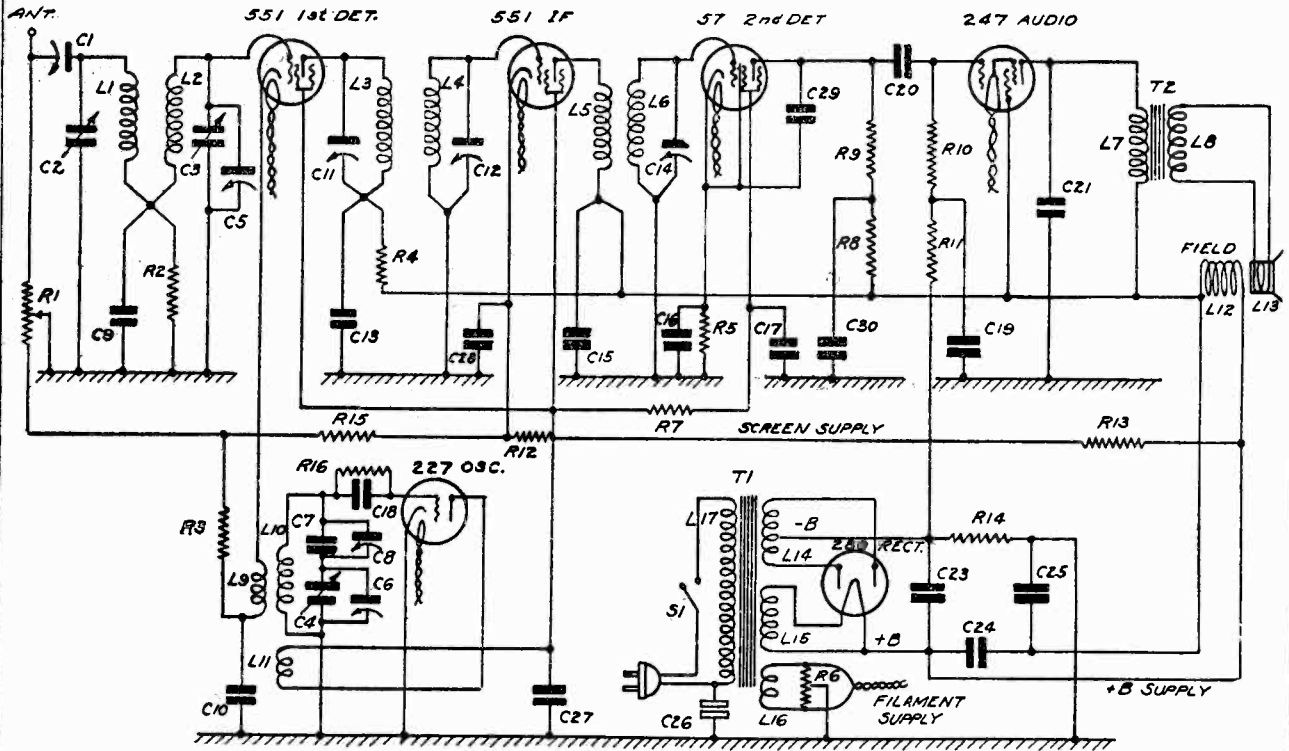 ANT.
551 1st DET.
551 IF
57 2nd DET
247 AUDIO
C1
L1
L2
L3
L4
L5
L6
C29
C20
T2
C2
C3
C5
C11
C12
C14
R9
R10
C21
L7
L8
R1
R2
R4
R8
R11
FIELD
L12
L13
C9
C13
C28
C15
C16
R5
C17
C30
C19
R15
R12
R7
SCREEN SUPPLY
R13
R16
227 OSC.
T1
R3
L10
C7
C18
C8
L17
-B
L14
280 RECT.
R14
L9
C6
C4
S1
C23
C25
L15
+B
C24
L11
C10
C27
C26
L16
R6
FILAMENT
SUPPLY
+B SUPPLY